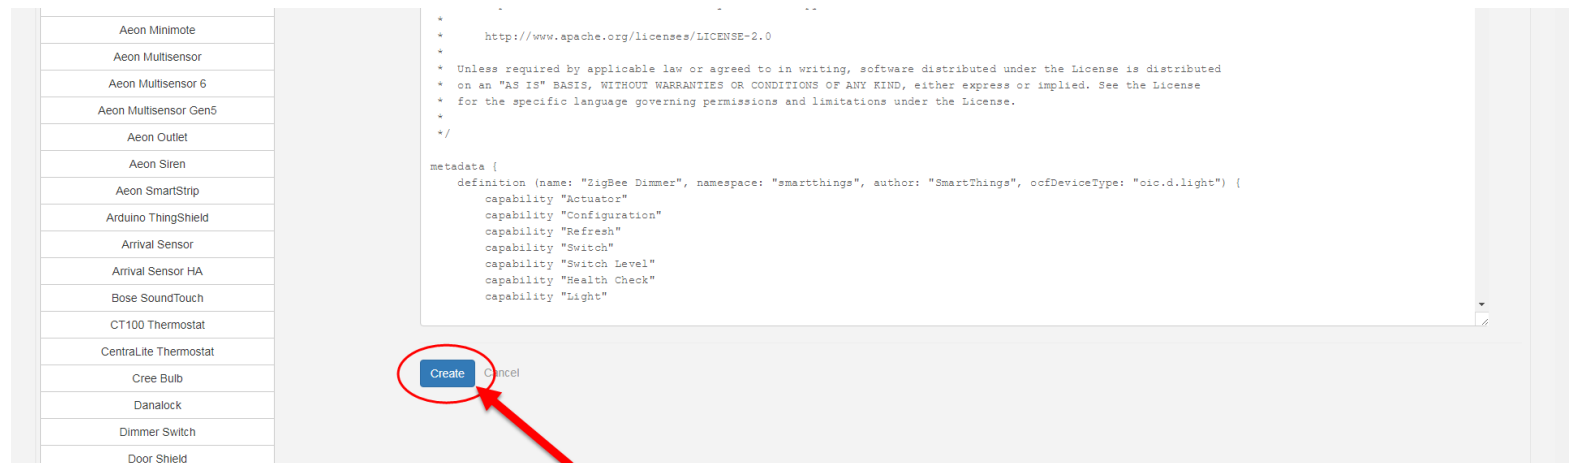 Aeon Minimote
Aeon Multisensor
Aeon Multisensor 6
Aeon Multisensor Gen5
Aeon Outlet
Aeon Siren
Aeon SmartStrip
Arduino ThingShield
Arrival Sensor
Arrival Sensor HA
Bose SoundTouch
CT100 Thermostat
CentraLite Thermostat
Cree Bulb
Danalock
Dimmer Switch
Door Shield
*
* http://www.apache.org/licenses/LICENSE-2.0
*
* Unless required by applicable law or agreed to in writing, software distributed under the License is distributed
* on an "AS IS" BASIS, WITHOUT WARRANTIES OR CONDITIONS OF ANY KIND, either express or implied. See the License
* for the specific language governing permissions and limitations under the License.
*
*/
metadata {
definition (name: "ZigBee Dimmer", namespace: "smartthings", author: "SmartThings", ocfDeviceType: "oic.d.light") {
capability "Actuator"
capability "Configuration"
capability "Refresh"
capability "Switch"
capability "Switch Level"
capability "Health Check"
capability "Light"
Create Cancel